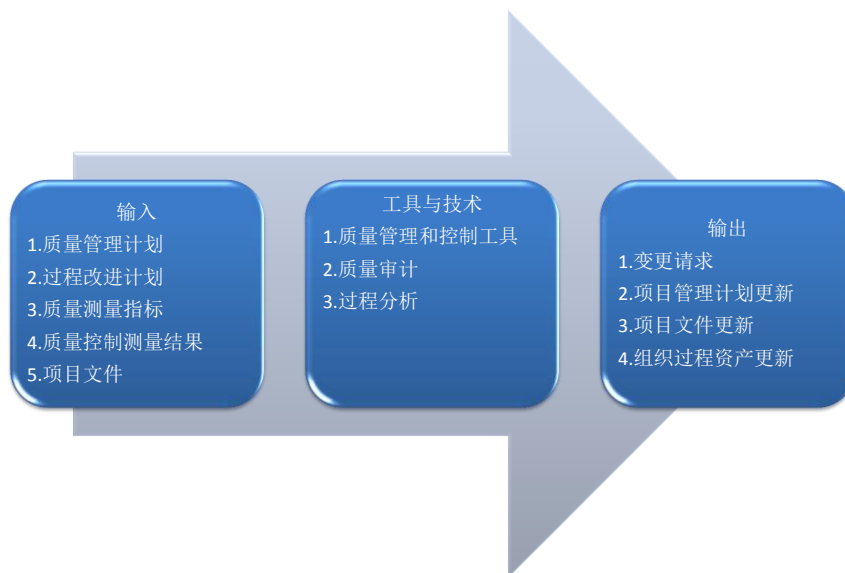 输入
1.质量管理计划
2.过程改进计划
3.质量测量指标
4.质量控制测量结果
5.项目文件
工具与技术
1.质量管理和控制工具
2.质量审计
3.过程分析
输出
1.变更请求
2.项目管理计划更新
3.项目文件更新
4.组织过程资产更新